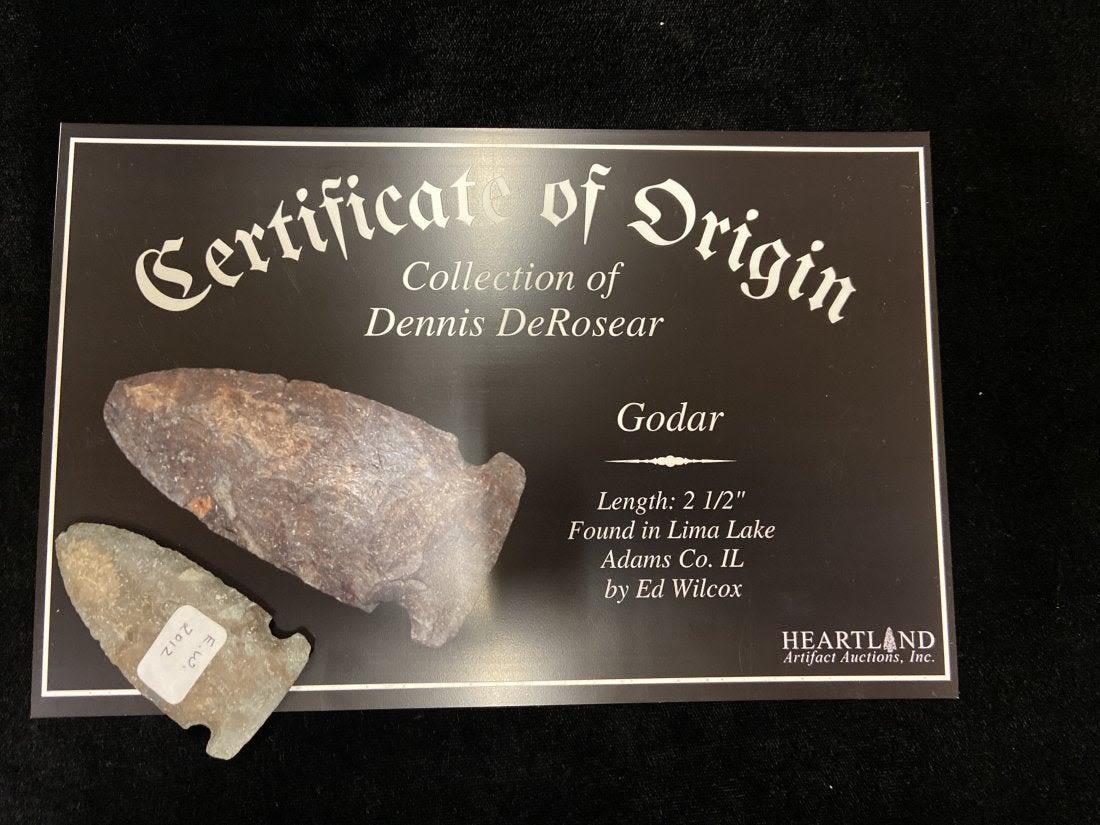 Certificate of Origin
Collection of
Dennis DeRosear
Godar
Length: 2 1/2"
Found in Lima Lake
Adams Co. IL
by Ed Wilcox
HEARTLAND
Artifact Auctions, Inc.
E.W.
2012